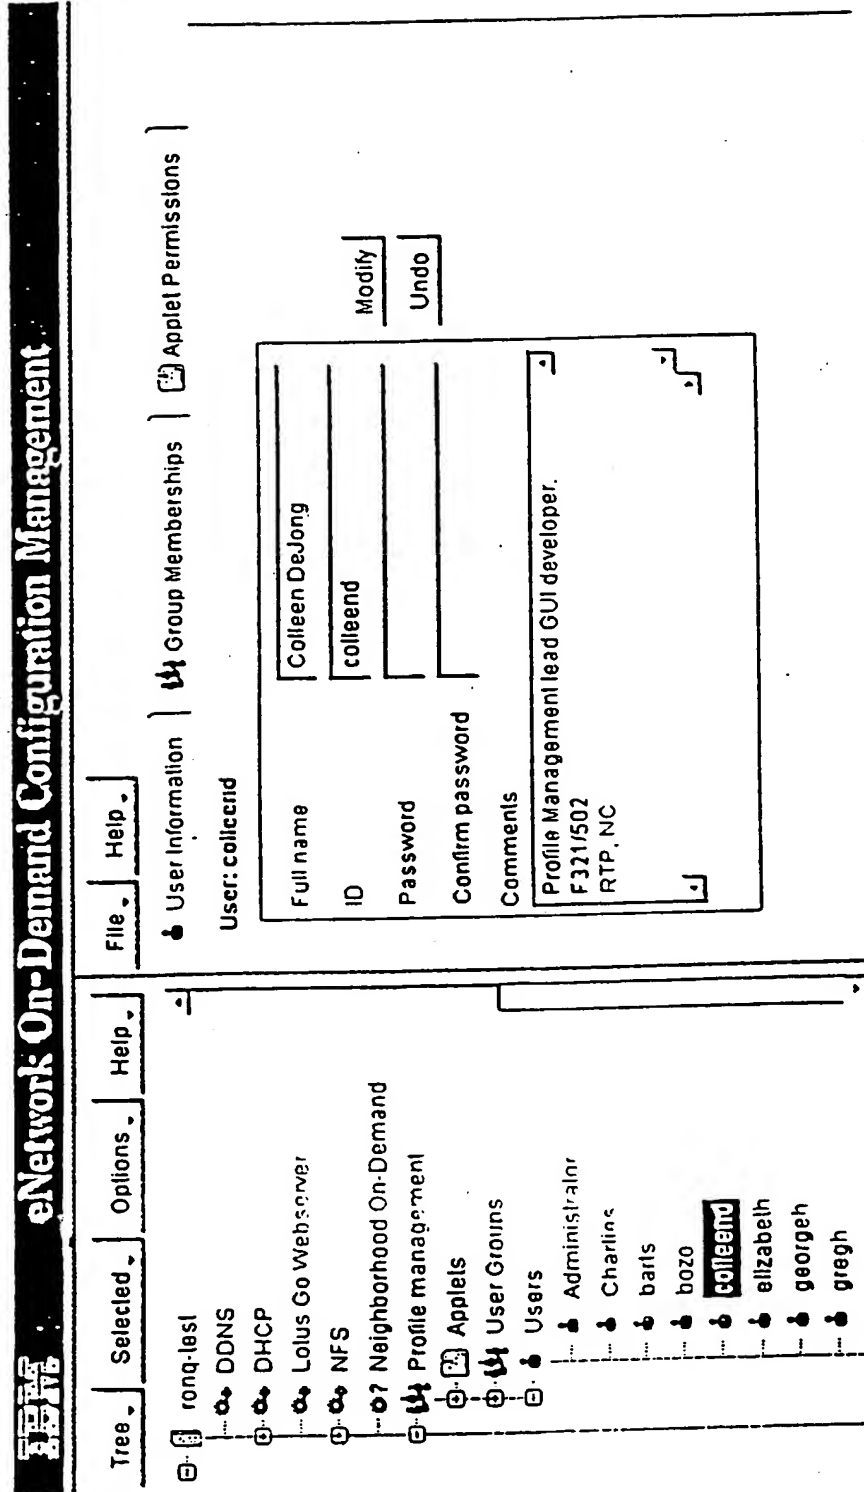 IBM eNetwork On-Demand Configuration Management
Tree Selected Options Help
ronq-test
DDNS
DHCP
Lotus Go Webserver
NFS
Neighborhood On-Demand
Profile management
Applets
User Groups
Users
Administrator
Charlins
barts
bozo
colleend
elizabeth
georgeh
gregh
File Help
User Information Group Memberships Applet Permissions
User: colleend
Full name Colleen DeJong
ID colleend
Modify
Password
Undo
Confirm password
Comments
Profile Management lead GUI developer.
F321/502
RTP, NC